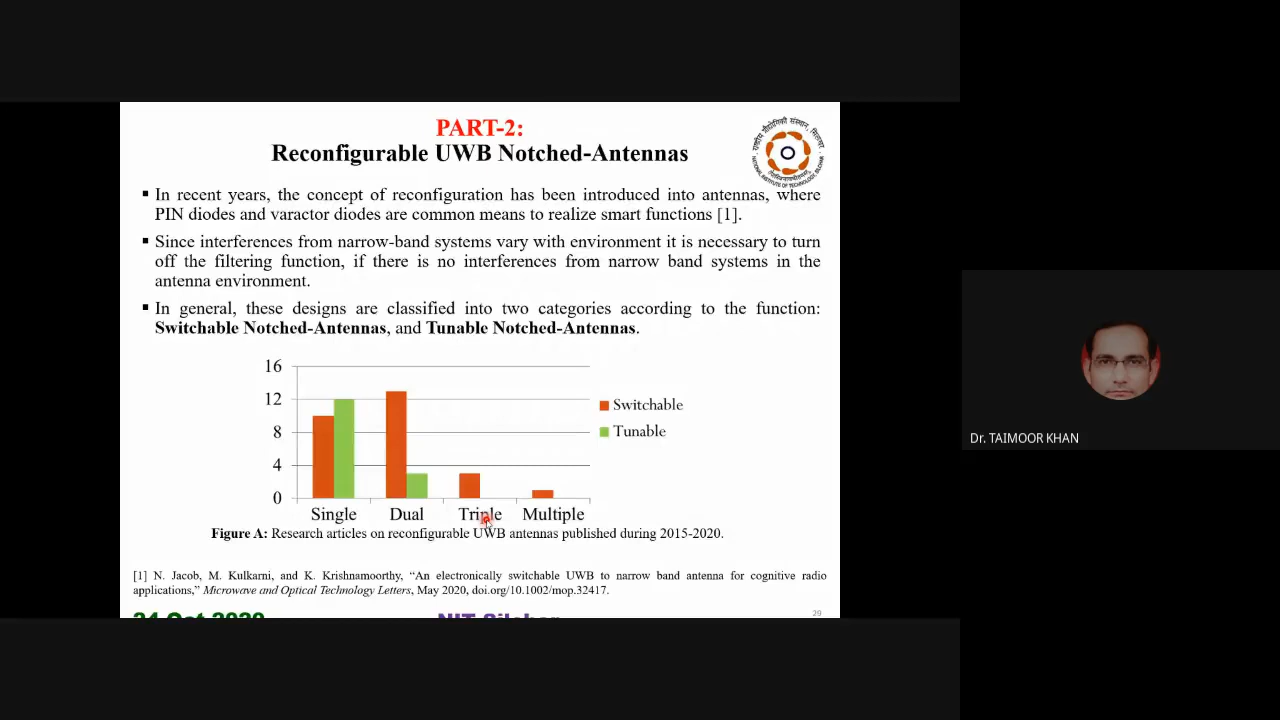 PART-2:
Reconfigurable UWB Notched-Antennas
▪ In recent years, the concept of reconfiguration has been introduced into antennas, where
PIN diodes and varactor diodes are common means to realize smart functions [1].
▪ Since interferences from narrow-band systems vary with environment it is necessary to turn
off the filtering function, if there is no interferences from narrow band systems in the
antenna environment.
▪ In general, these designs are classified into two categories according to the function:
Switchable Notched-Antennas, and Tunable Notched-Antennas.
16
12
8
4
0
Single Dual Triple Multiple
Switchable
Tunable
Figure A: Research articles on reconfigurable UWB antennas published during 2015-2020.
[1] N. Jacob, M. Kulkarni, and K. Krishnamoorthy, “An electronically switchable UWB to narrow band antenna for cognitive radio
applications,” Microwave and Optical Technology Letters, May 2020, doi.org/10.1002/mop.32417.
24 Oct 2020 NIT Silchar 29
Dr. TAIMOOR KHAN